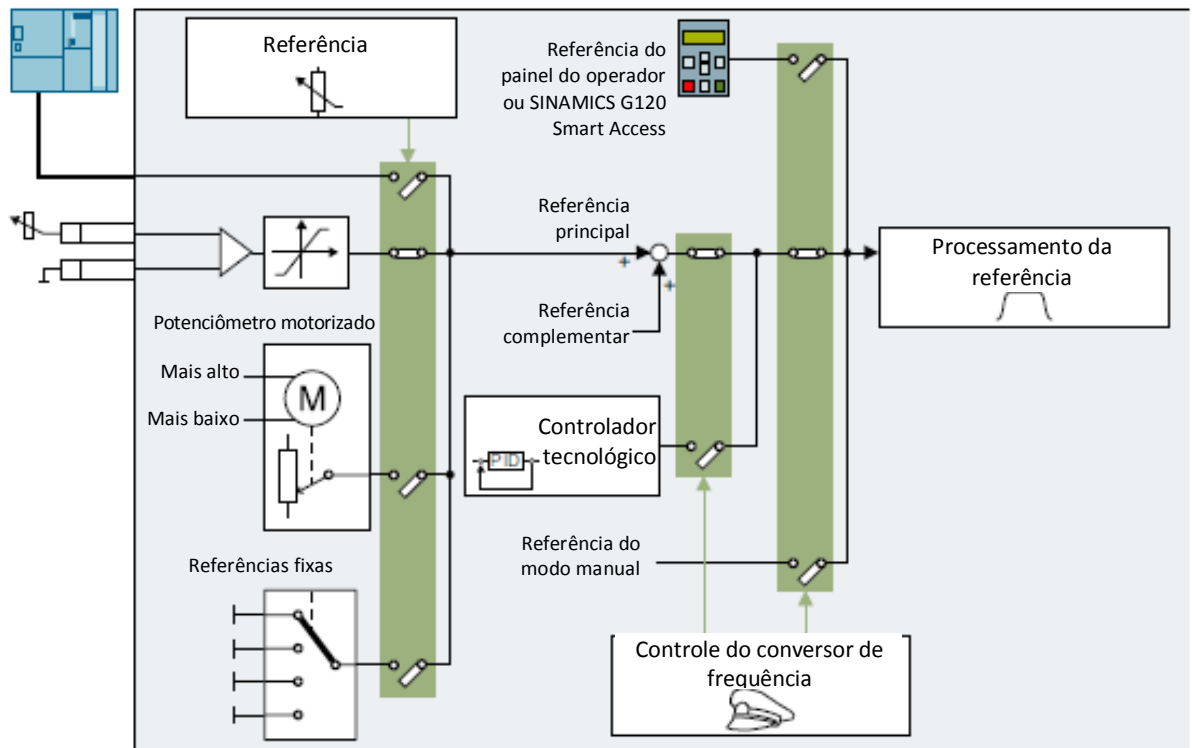 Referência
Referência do
painel do operador
ou SINAMICS G120
Smart Access
Referência
principal
+
+
Processamento da
referência
Referência
complementar
Potenciômetro motorizado
Mais alto
M
Mais baixo
Controlador
tecnológico
PID
Referência do
modo manual
Referências fixas
Controle do conversor de
frequência